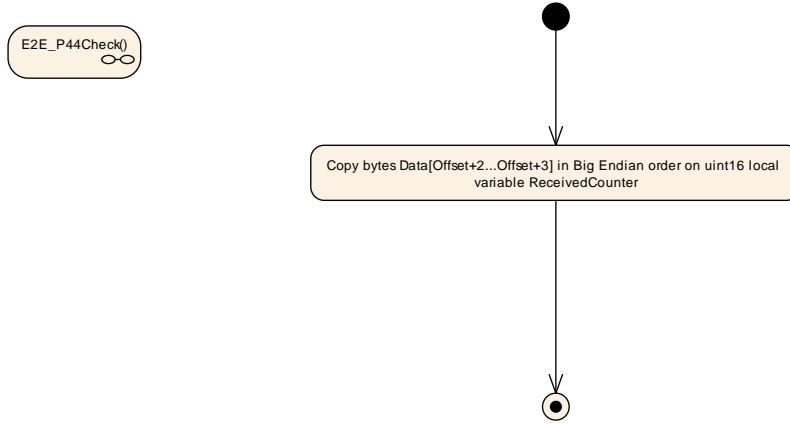 E2E_P44Check()
Copy bytes Data[Offset+2...Offset+3] in Big Endian order on uint16 local
variable ReceivedCounter